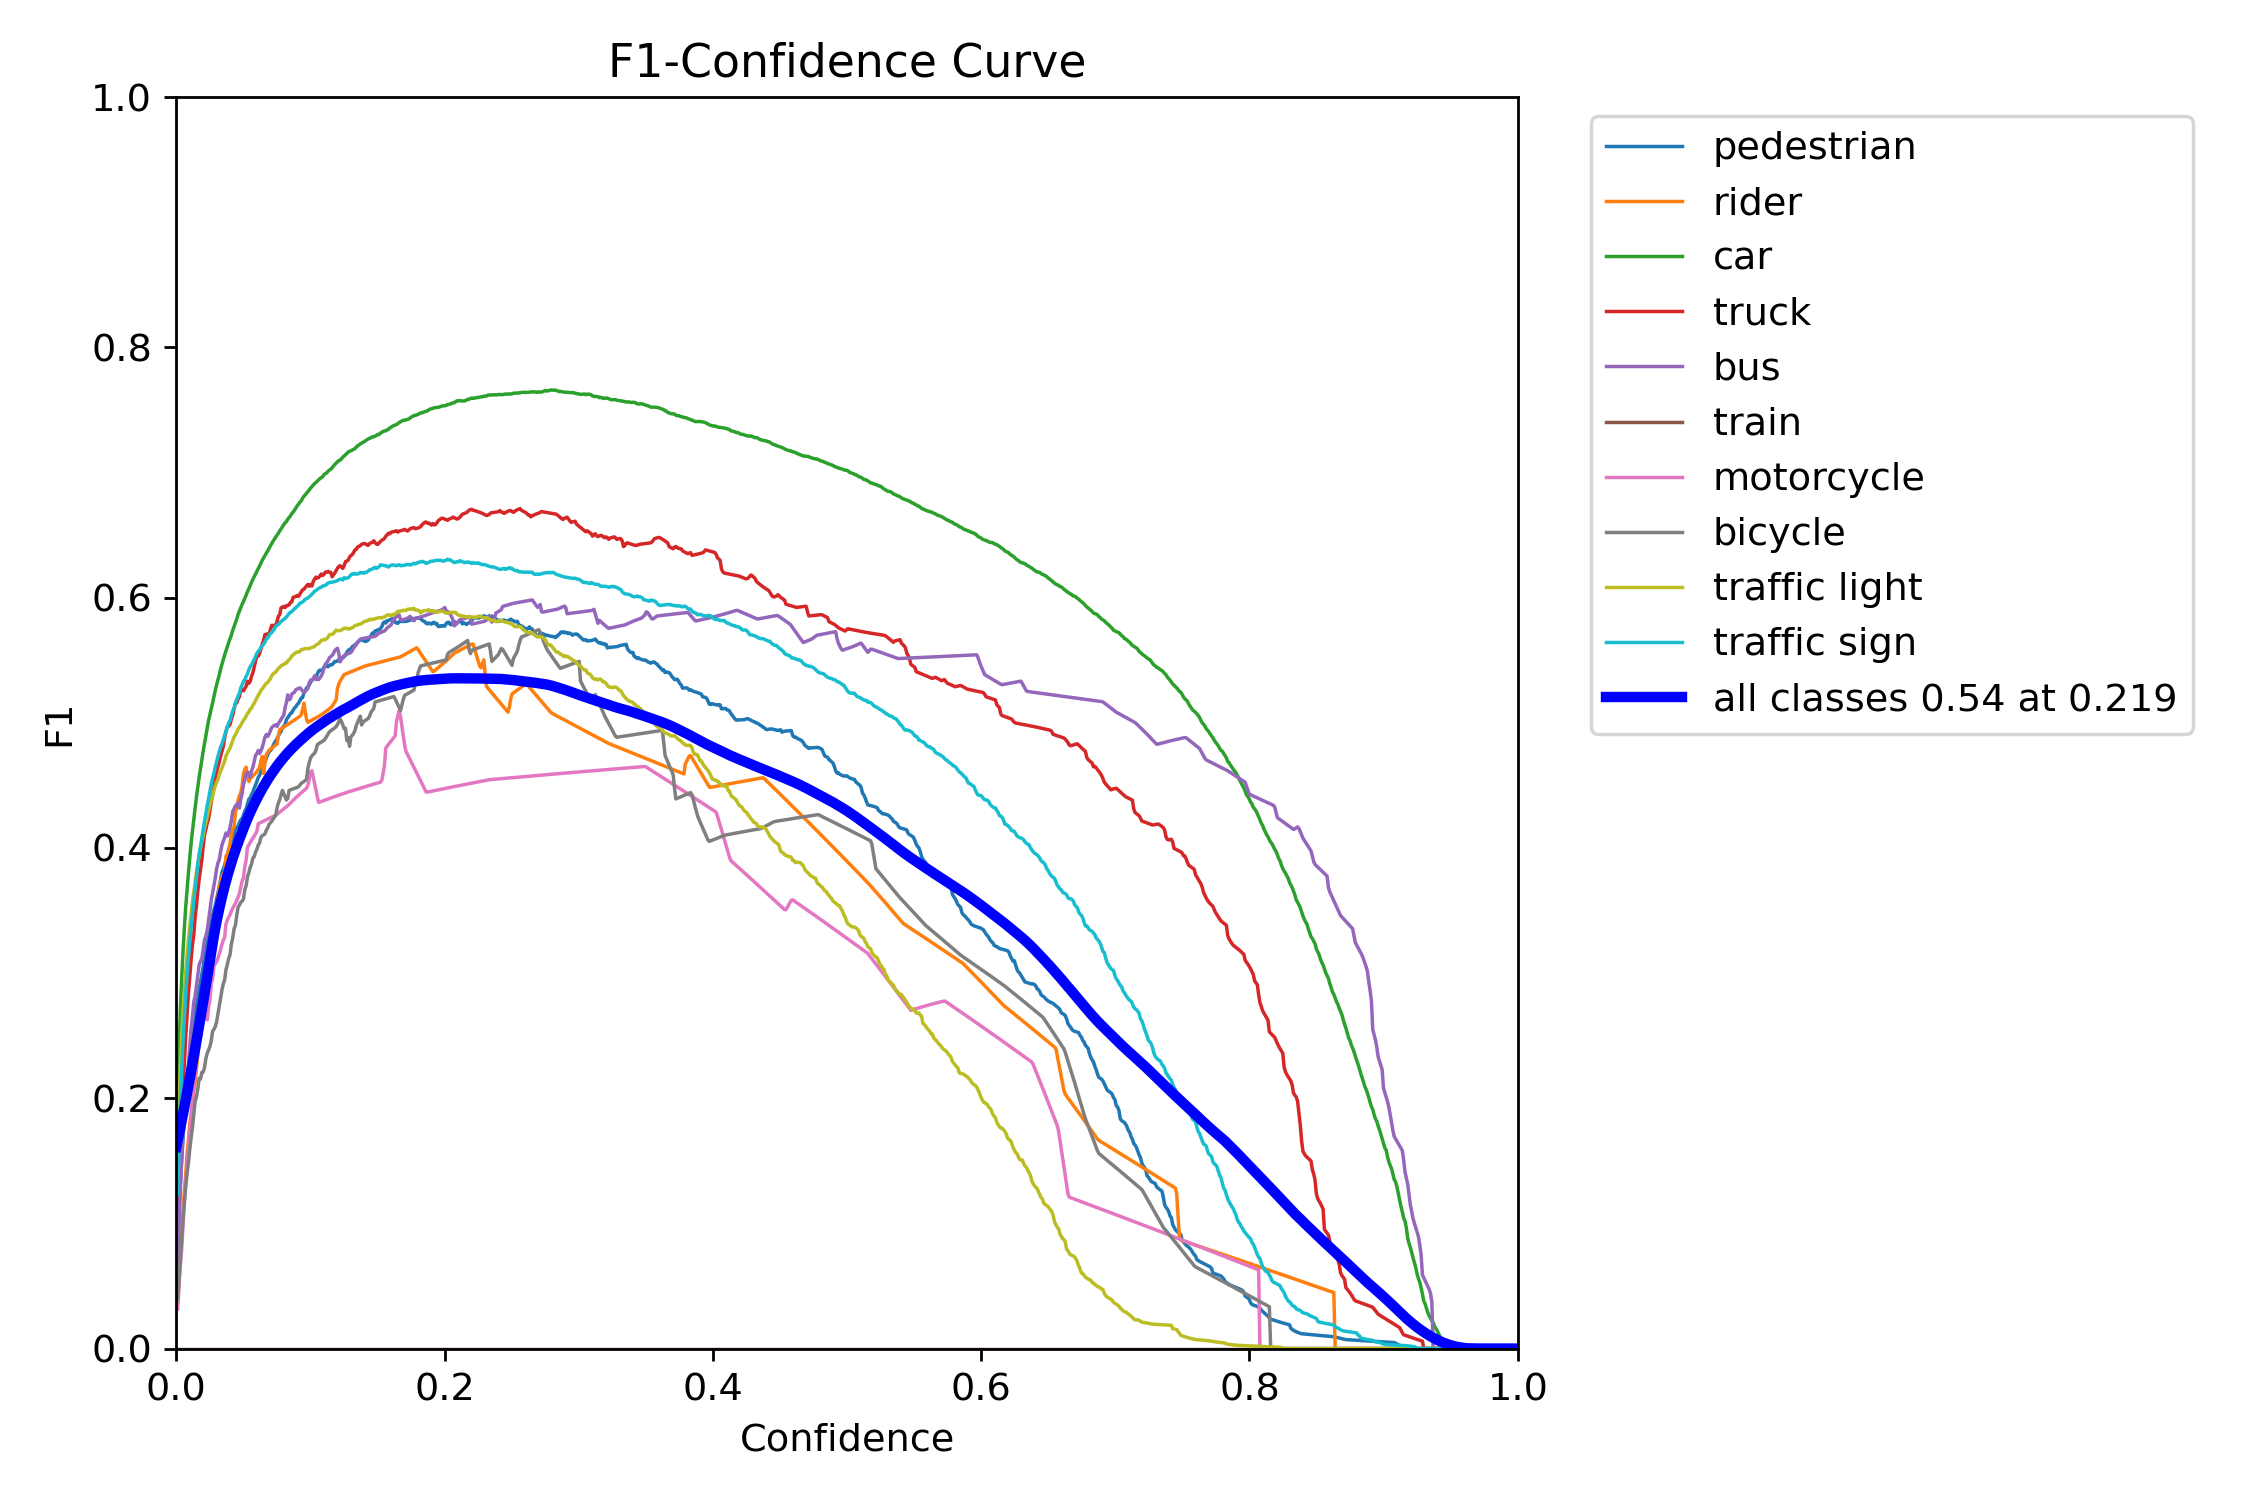 F1-Confidence Curve
1.0
0.8
0.6
0.4
0.2
0.0
F1
0.0 0.2 0.4 0.6 0.8 1.0
Confidence
pedestrian
rider
car
truck
bus
train
motorcycle
bicycle
traffic light
traffic sign
all classes 0.54 at 0.219